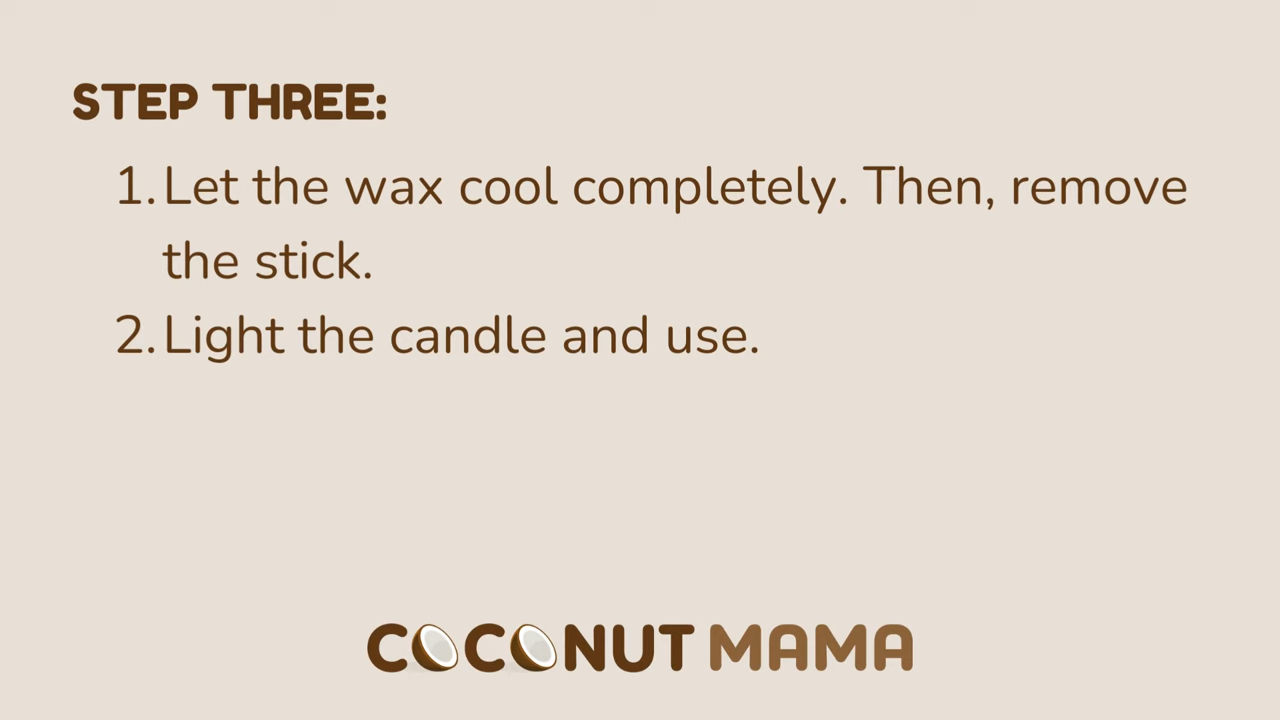 STEP THREE:
1. Let the wax cool completely. Then, remove
the stick.
2. Light the candle and use.
COCONUT MAMA